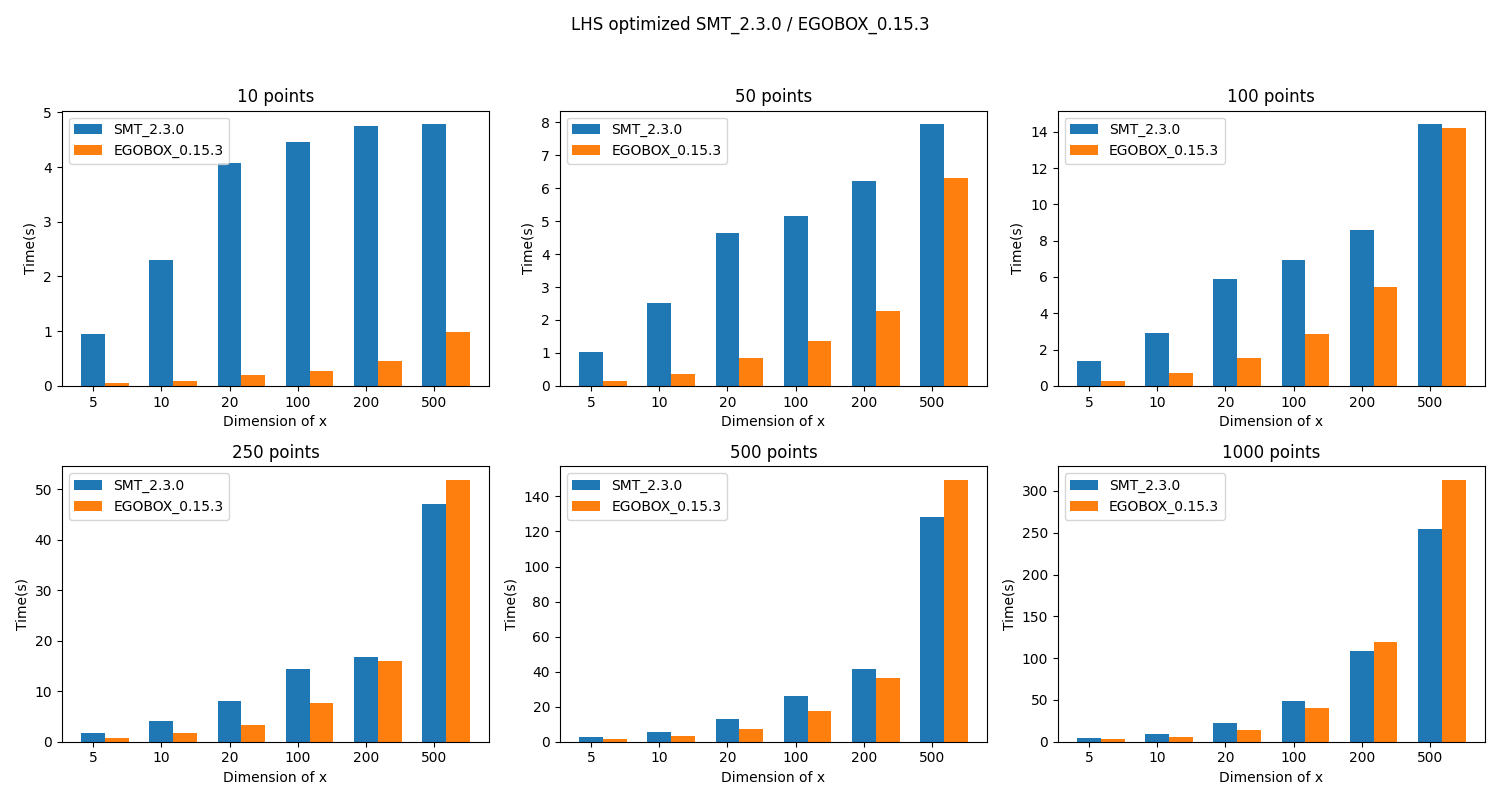 LHS optimized SMT_2.3.0 / EGOBOX_0.15.3
10 points
SMT_2.3.0
EGOBOX_0.15.3
Time(s)
5
4
3
2
1
0
5 10 20 100 200 500
Dimension of x
50 points
SMT_2.3.0
EGOBOX_0.15.3
Time(s)
8
7
6
5
4
3
2
1
0
5 10 20 100 200 500
Dimension of x
100 points
SMT_2.3.0
EGOBOX_0.15.3
Time(s)
14
12
10
8
6
4
2
0
5 10 20 100 200 500
Dimension of x
250 points
SMT_2.3.0
EGOBOX_0.15.3
Time(s)
50
40
30
20
10
0
5 10 20 100 200 500
Dimension of x
500 points
SMT_2.3.0
EGOBOX_0.15.3
Time(s)
140
120
100
80
60
40
20
0
5 10 20 100 200 500
Dimension of x
1000 points
SMT_2.3.0
EGOBOX_0.15.3
Time(s)
300
250
200
150
100
50
0
5 10 20 100 200 500
Dimension of x